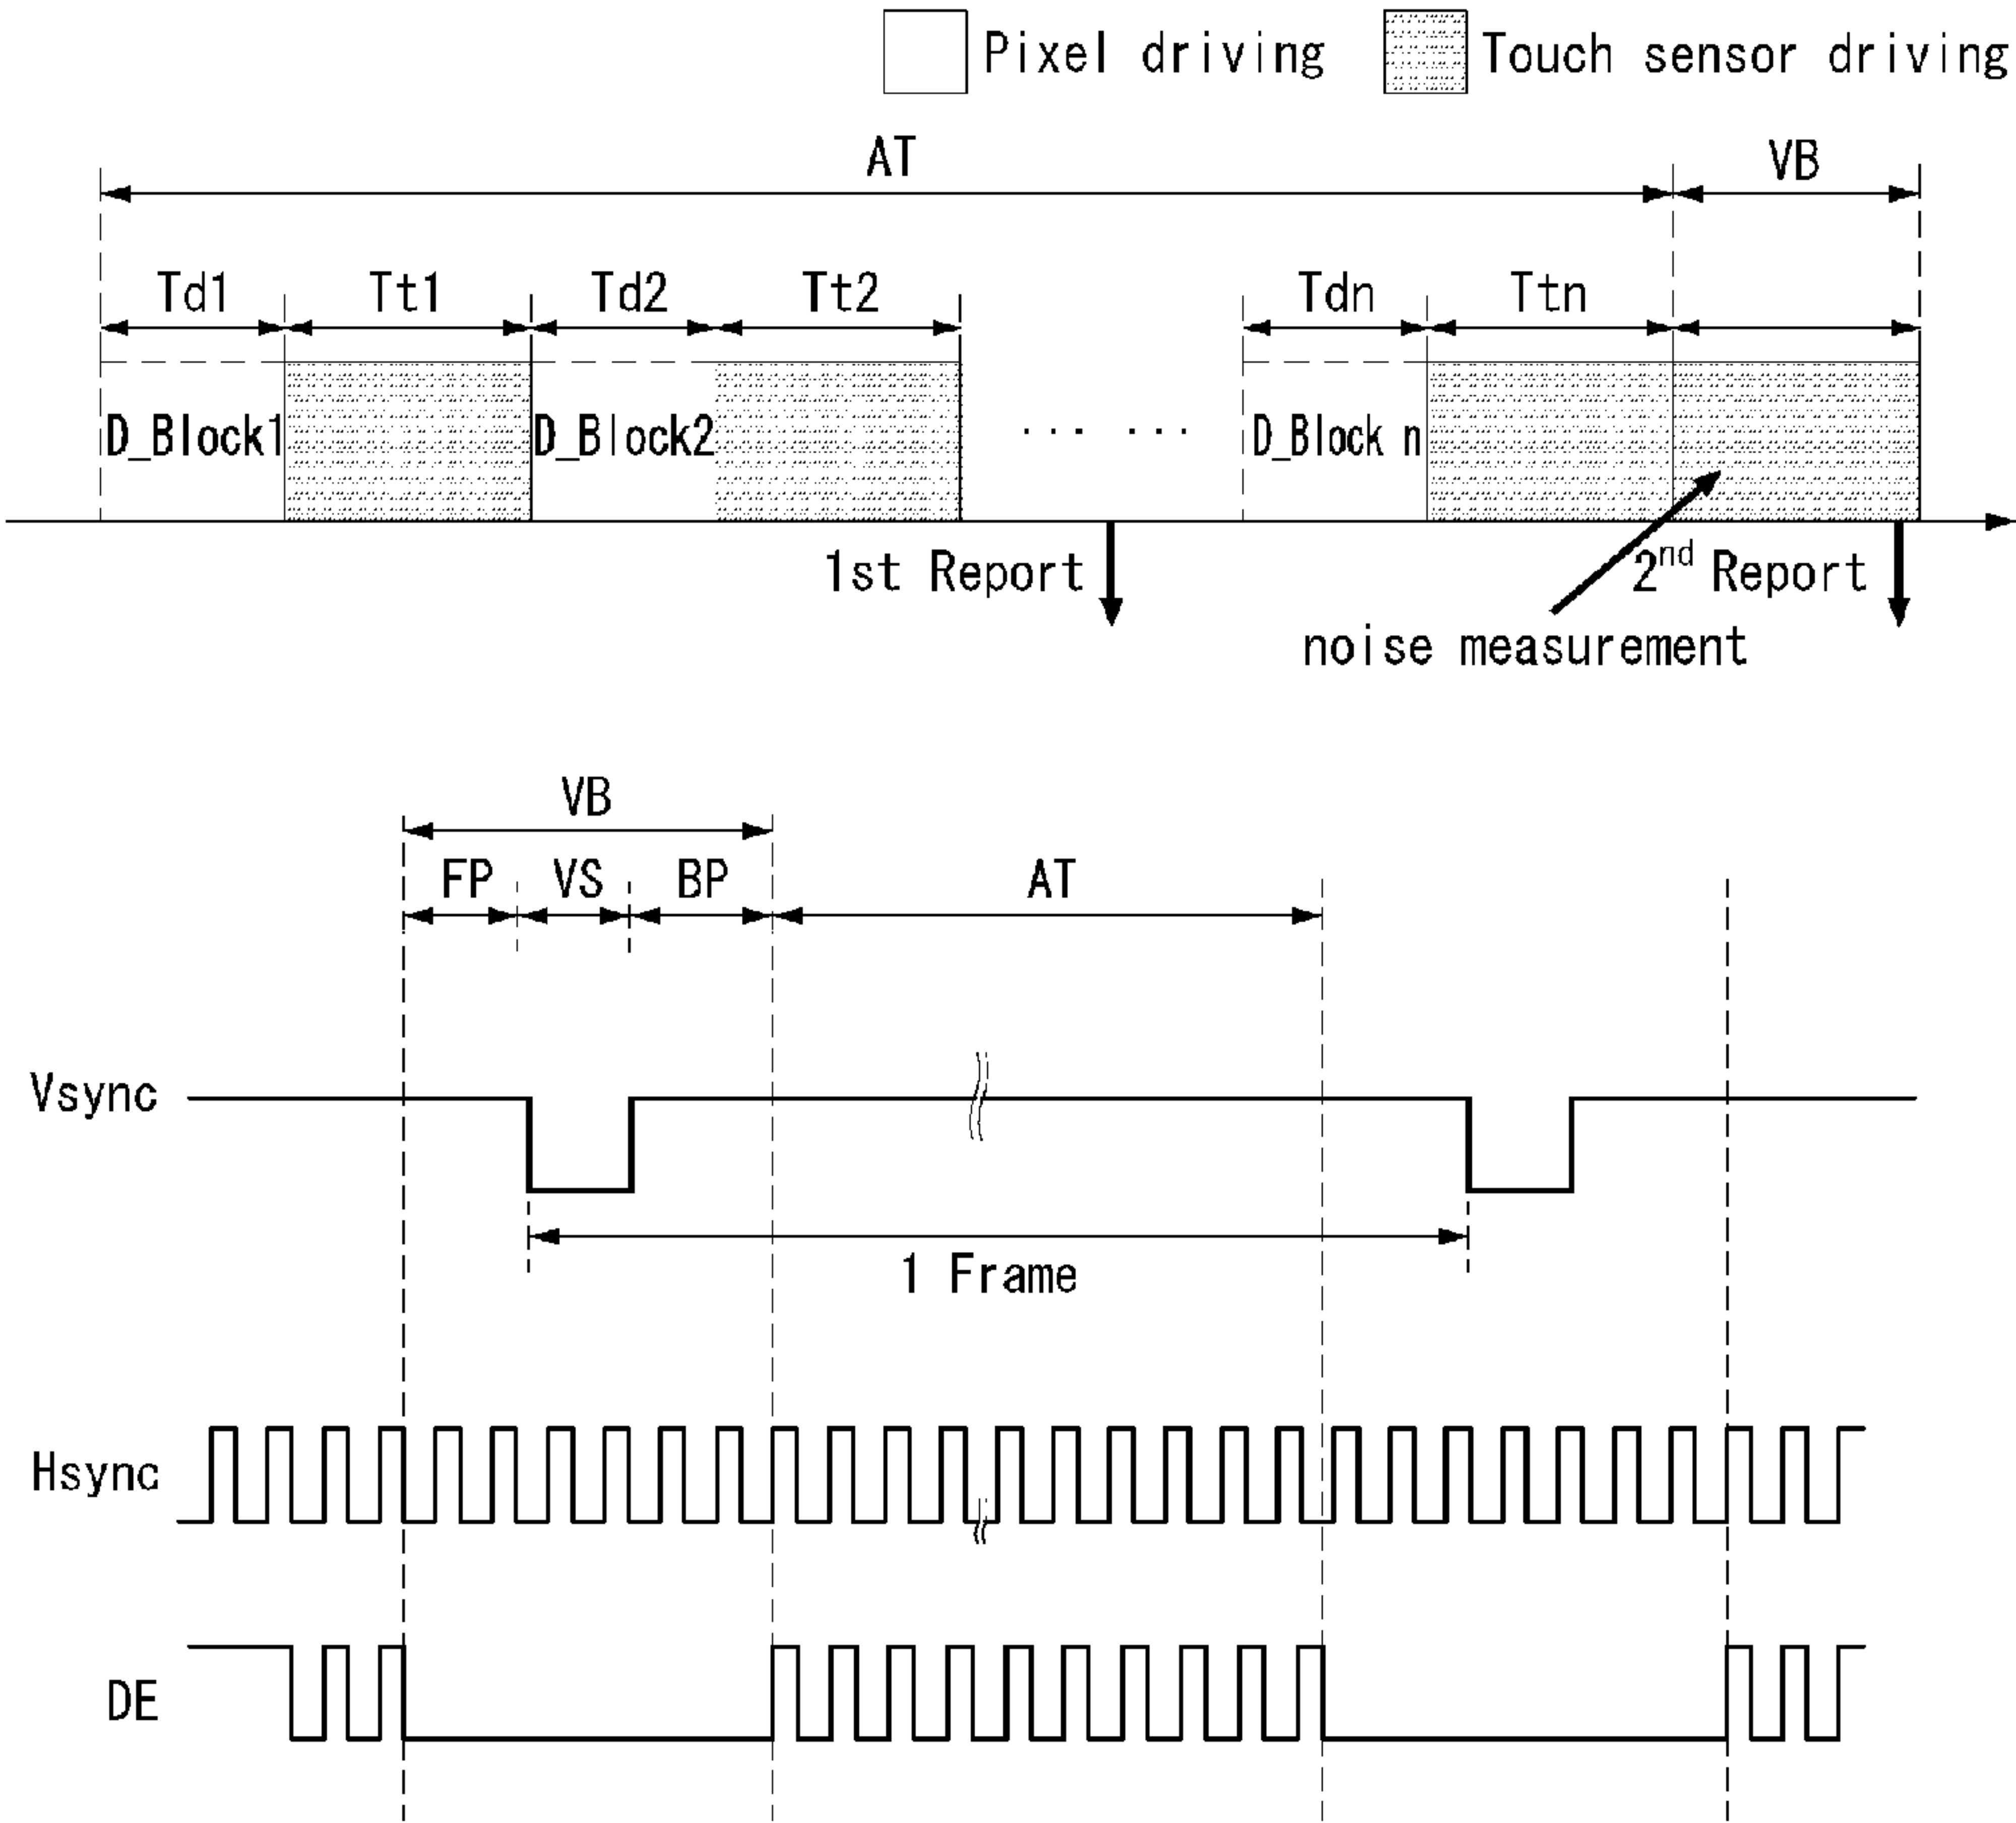 Pixel driving Touch sensor driving
AT VB
Td1 Tt1 Td2 Tt2 Tdn Ttn
D_Block1 D_Block2 ... ... D_Block n
1st Report 2nd Report
noise measurement
VB
FP VS BP AT
Vsync
1 Frame
Hsync
DE